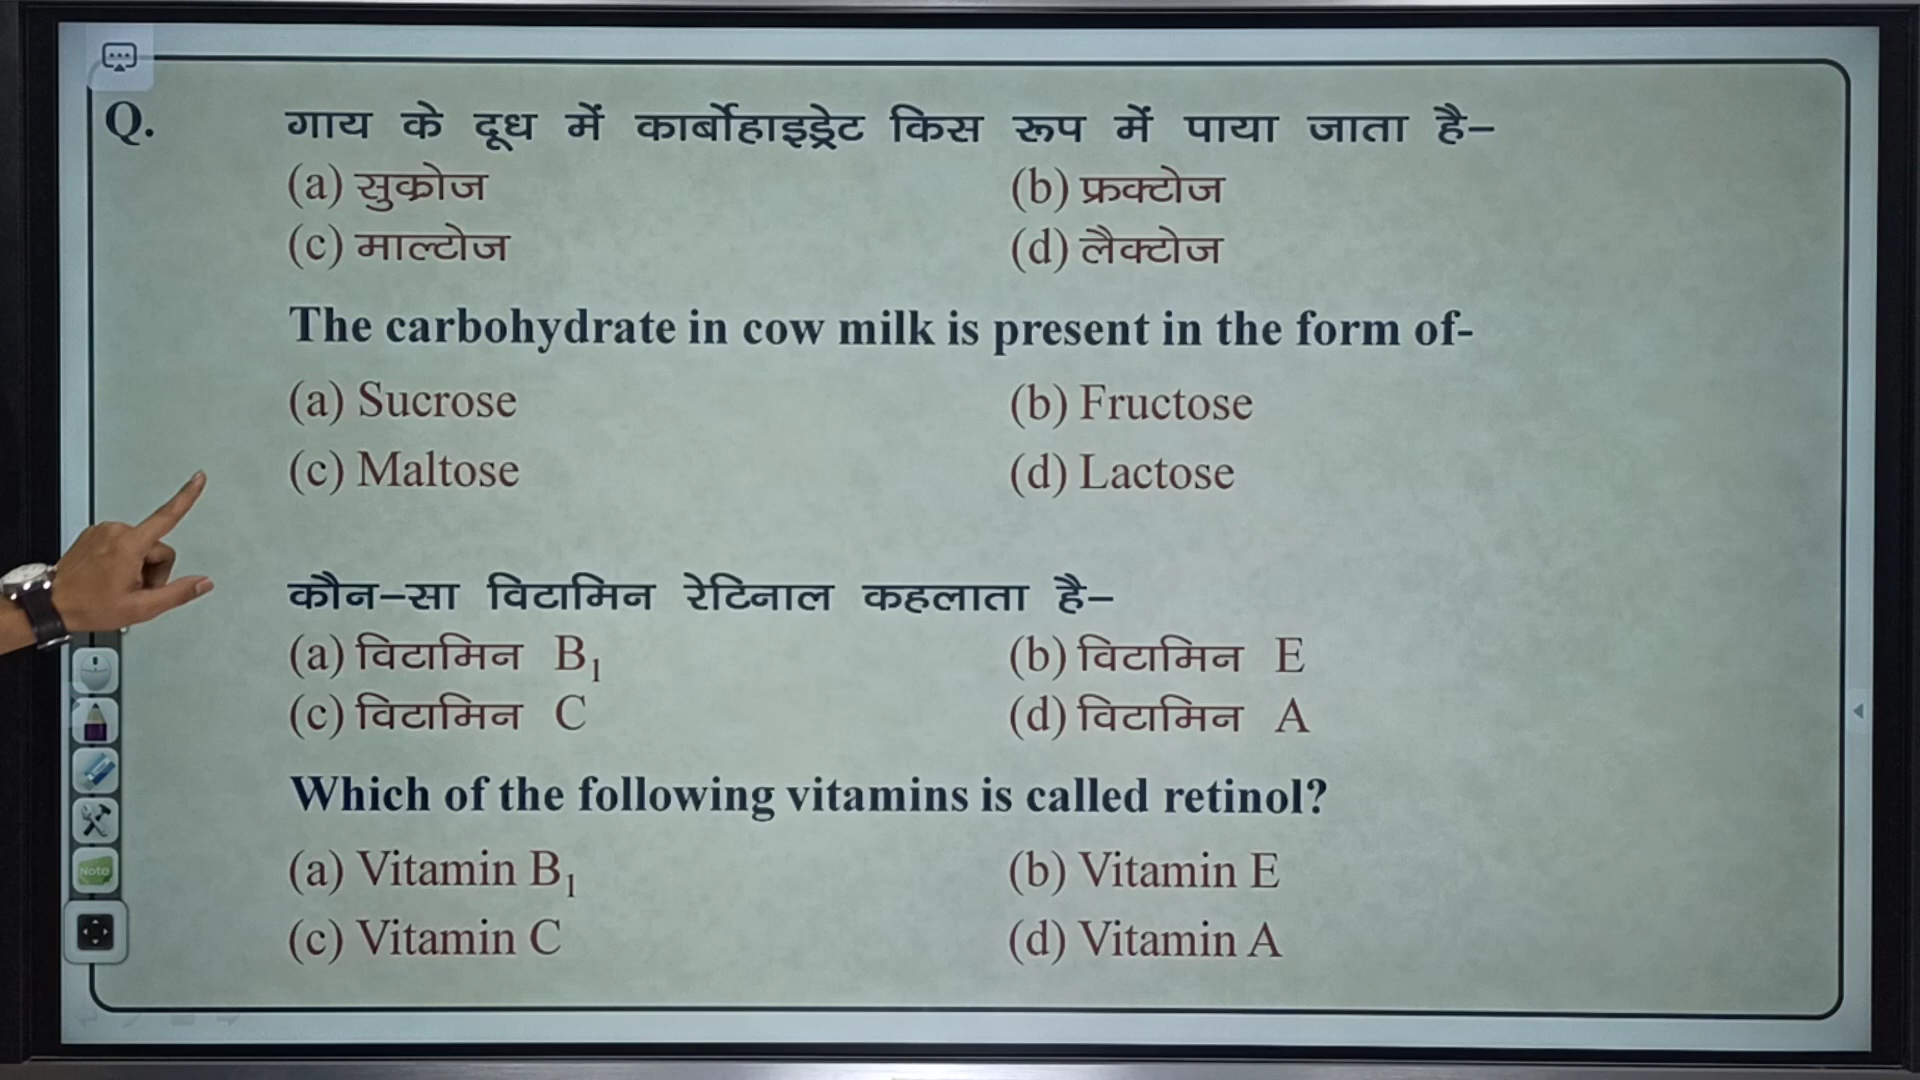 Q. गाय के दूध में कार्बोहाइड्रेट किस रूप में पाया जाता है–
(a) सुक्रोज (b) फ्रक्टोज
(c) माल्टोज (d) लैक्टोज
The carbohydrate in cow milk is present in the form of-
(a) Sucrose (b) Fructose
(c) Maltose (d) Lactose
कौन–सा विटामिन रेटिनाल कहलाता है–
(a) विटामिन B₁ (b) विटामिन E
(c) विटामिन C (d) विटामिन A
Which of the following vitamins is called retinol?
(a) Vitamin B₁ (b) Vitamin E
Note
(c) Vitamin C (d) Vitamin A